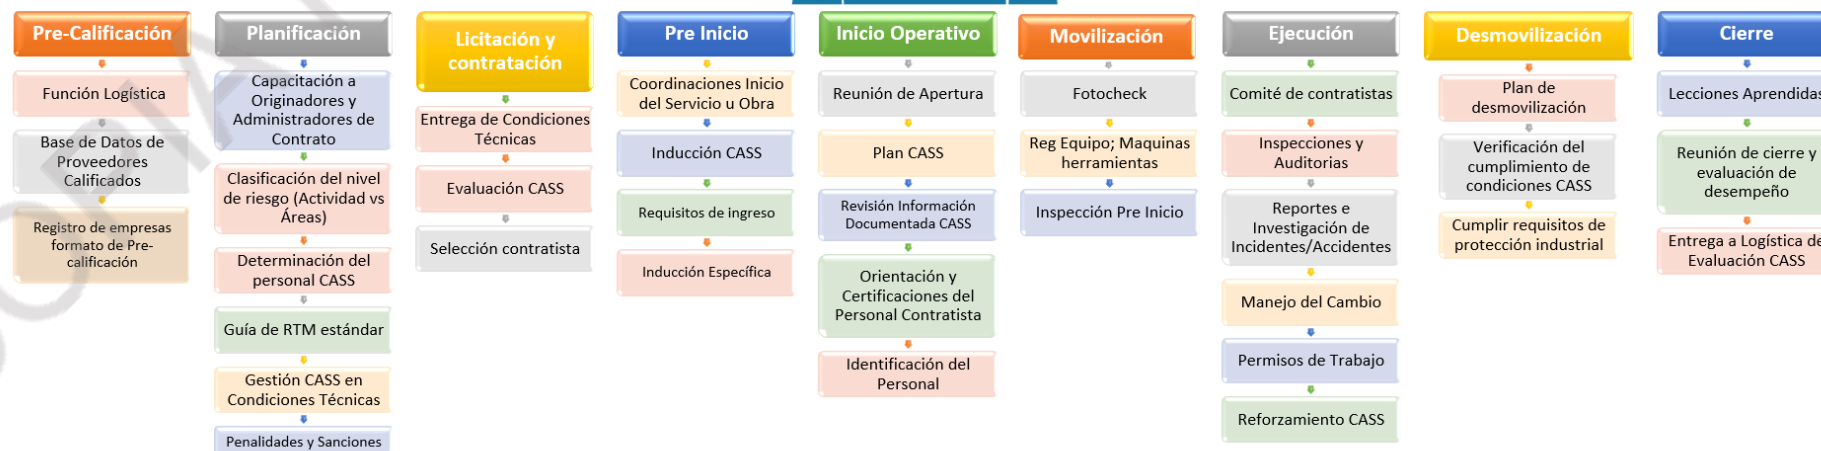 Pre-Calificación
Función Logística
Base de Datos de
Proveedores
Calificados
Registro de empresas
formato de Pre-
calificación
Planificación
Capacitación a
Originadores y
Administradores de
Contrato
Clasificación del nivel
de riesgo (Actividad vs
Áreas)
Determinación del
personal CASS
Guía de RTM estándar
Gestión CASS en
Condiciones Técnicas
Penalidades y Sanciones
Licitación y
contratación
Entrega de Condiciones
Técnicas
Evaluación CASS
Selección contratista
Pre Inicio
Coordinaciones Inicio
del Servicio u Obra
Inducción CASS
Requisitos de ingreso
Inducción Específica
Inicio Operativo
Reunión de Apertura
Plan CASS
Revisión Información
Documentada CASS
Orientación y
Certificaciones del
Personal Contratista
Identificación del
Personal
Movilización
Fotocheck
Reg Equipo; Maquinas
herramientas
Inspección Pre Inicio
Ejecución
Comité de contratistas
Inspecciones y
Auditorias
Reportes e
Investigación de
Incidentes/Accidentes
Manejo del Cambio
Permisos de Trabajo
Reforzamiento CASS
Desmovilización
Plan de
desmovilización
Verificación del
cumplimiento de
condiciones CASS
Cumplir requisitos de
protección industrial
Cierre
Lecciones Aprendidas
Reunión de cierre y
evaluación de
desempeño
Entrega a Logística de
Evaluación CASS